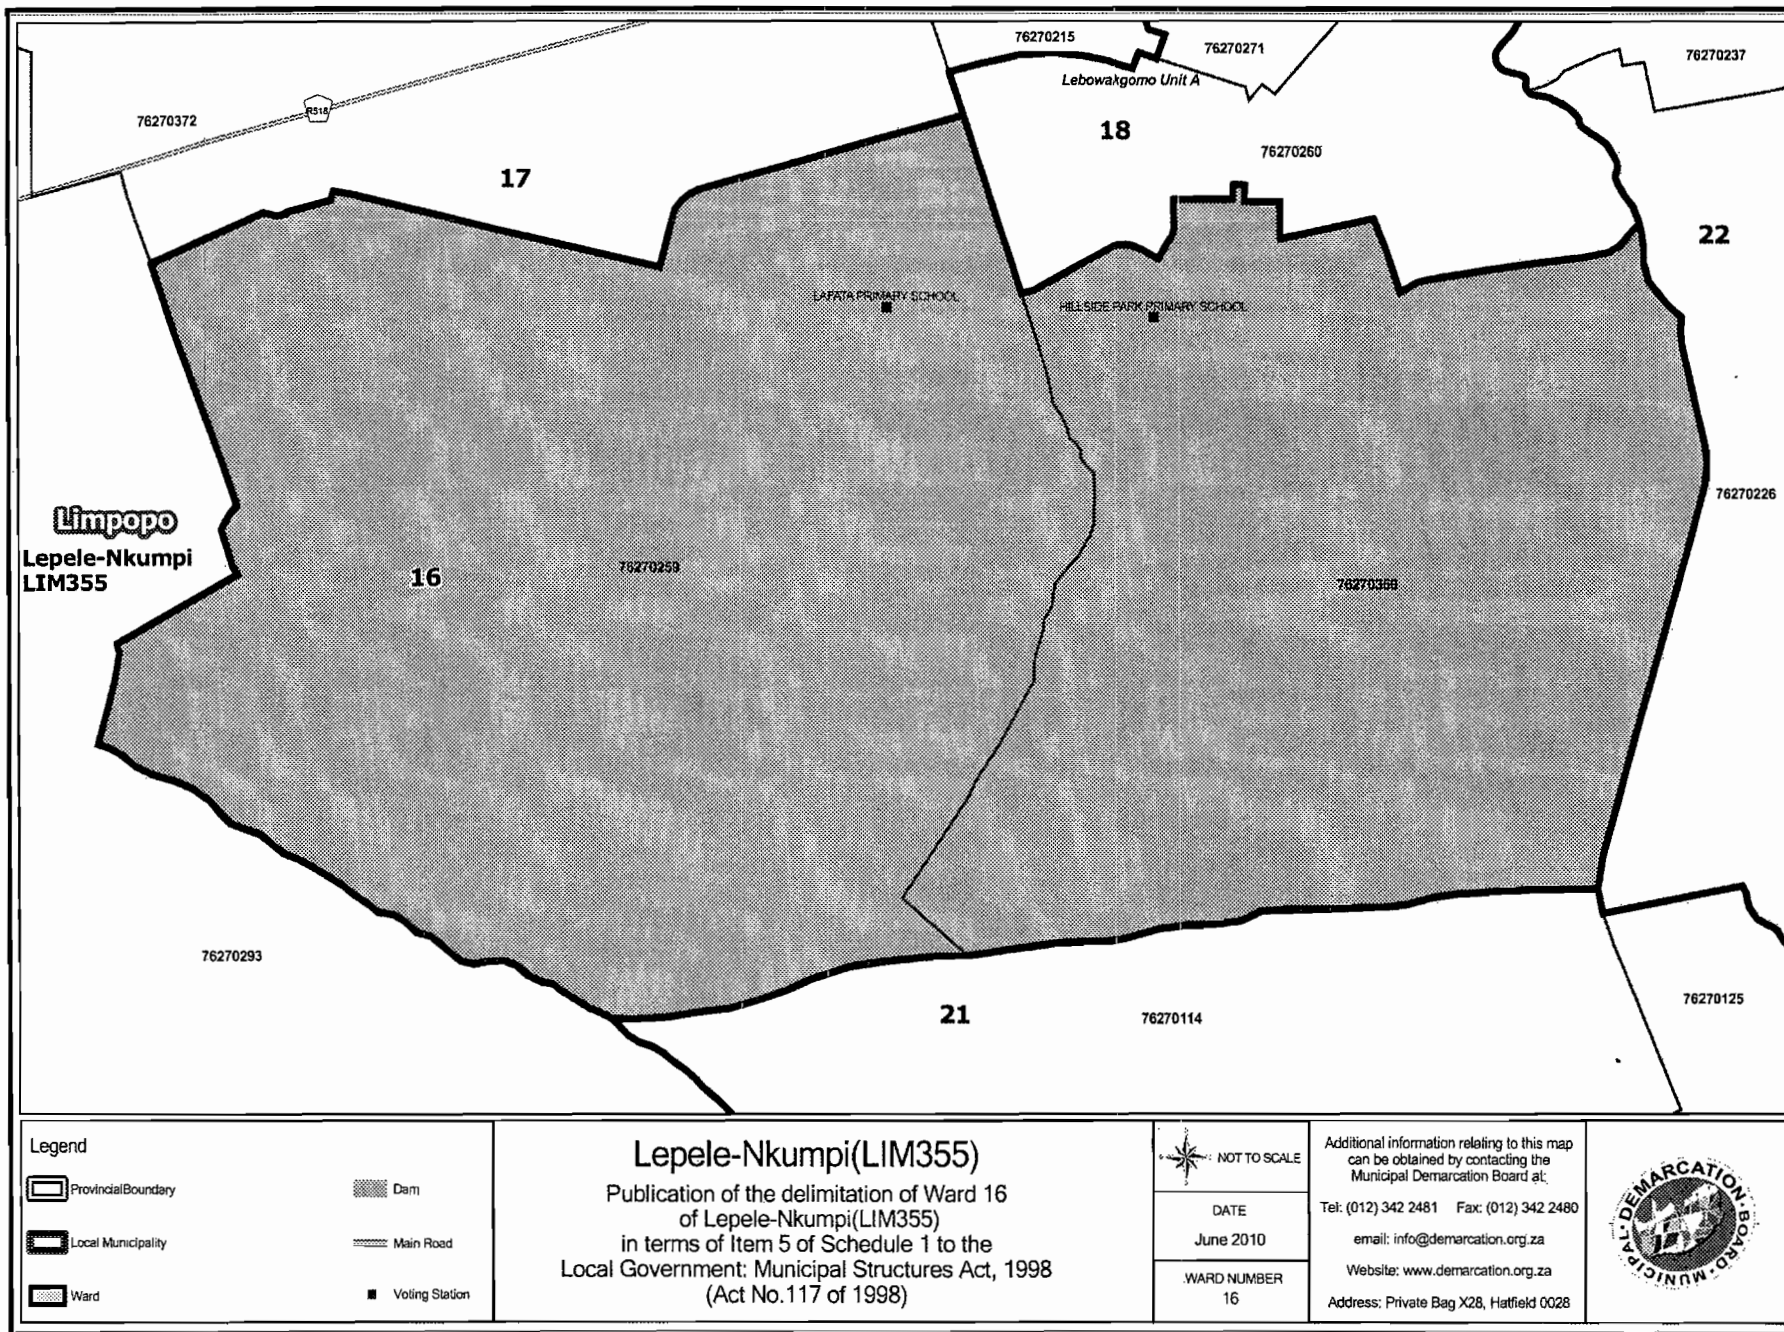 76270215
76270271
76270237
Lebowakgomo Unit A
R518
76270372
18
76270260
17
22
LAFATA PRIMARY SCHOOL
HILLSIDE PARK PRIMARY SCHOOL
76270226
Limpopo
Lepele-Nkumpi
LIM355
16
76270259
76270293
21
76270114
76270125
Legend
ProvincialBoundary
Dam
Local Municipality
Main Road
Ward
Voting Station
Lepele-Nkumpi(LIM355)
Publication of the delimitation of Ward 16
of Lepele-Nkumpi(LIM355)
in terms of Item 5 of Schedule 1 to the
Local Government: Municipal Structures Act, 1998
(Act No.117 of 1998)
NOT TO SCALE
DATE
June 2010
WARD NUMBER
16
Additional information relating to this map
can be obtained by contacting the
Municipal Demarcation Board at:
Tel: (012) 342 2481 Fax: (012) 342 2480
email: info@demarcation.org.za
Website: www.demarcation.org.za
Address: Private Bag X28, Hatfield 0028
MUNICIPAL DEMARCATION BOARD